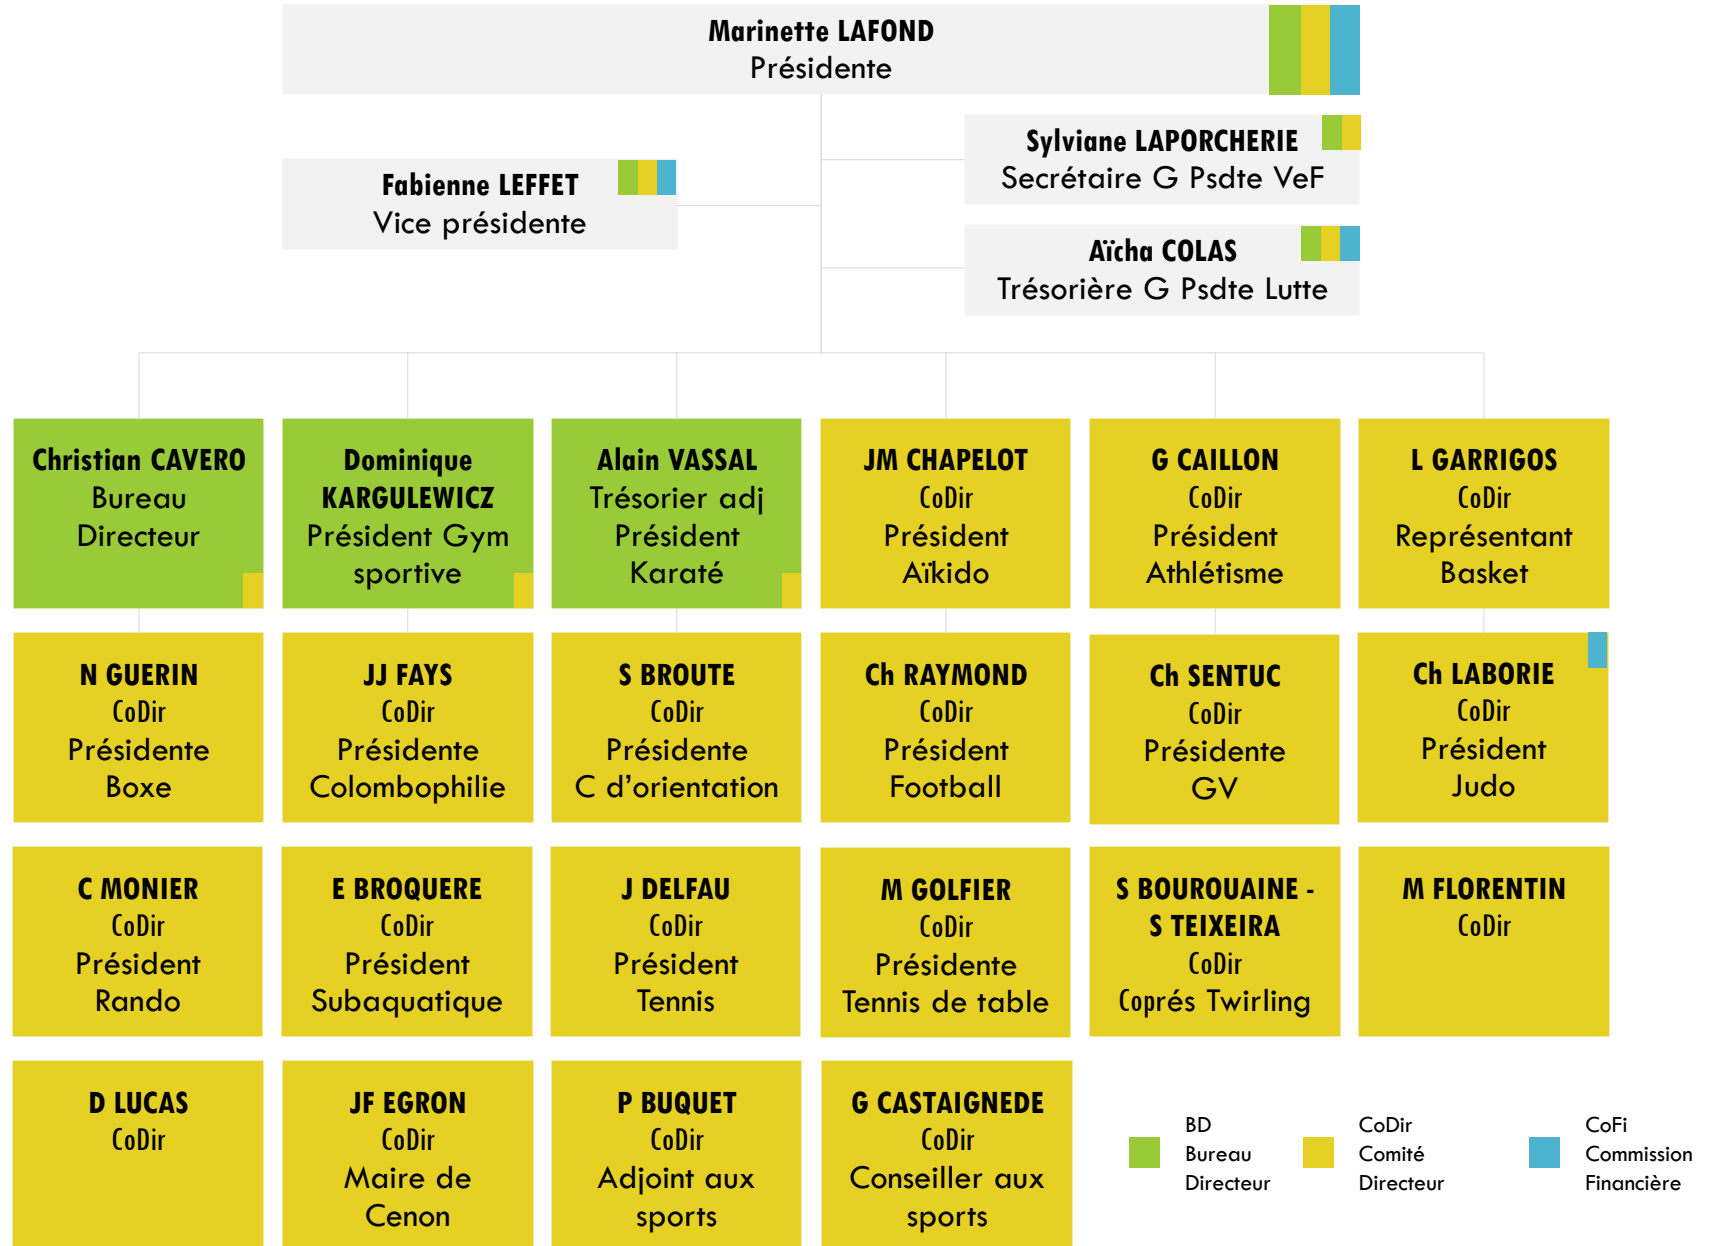 Marinette LAFOND
Présidente
Sylviane LAPORCHERIE
Secrétaire G Psdte VeF
Fabienne LEFFET
Vice présidente
Aïcha COLAS
Trésorière G Psdte Lutte
Christian CAVERO
Bureau
Directeur
Dominique
KARGULEWICZ
Président Gym
sportive
Alain VASSAL
Trésorier adj
Président
Karaté
JM CHAPELOT
CoDir
Président
Aïkido
G CAILLON
CoDir
Président
Athlétisme
L GARRIGOS
CoDir
Représentant
Basket
N GUERIN
CoDir
Présidente
Boxe
JJ FAYS
CoDir
Présidente
Colombophilie
S BROUTE
CoDir
Présidente
C d’orientation
Ch RAYMOND
CoDir
Président
Football
Ch SENTUC
CoDir
Présidente
GV
Ch LABORIE
CoDir
Président
Judo
C MONIER
CoDir
Président
Rando
E BROQUERE
CoDir
Président
Subaquatique
J DELFAU
CoDir
Président
Tennis
M GOLFIER
CoDir
Présidente
Tennis de table
S BOUROUAINE -
S TEIXEIRA
CoDir
Coprés Twirling
M FLORENTIN
CoDir
D LUCAS
CoDir
JF EGRON
CoDir
Maire de
Cenon
P BUQUET
CoDir
Adjoint aux
sports
G CASTAIGNEDE
CoDir
Conseiller aux
sports
BD
Bureau
Directeur
CoDir
Comité
Directeur
CoFi
Commission
Financière